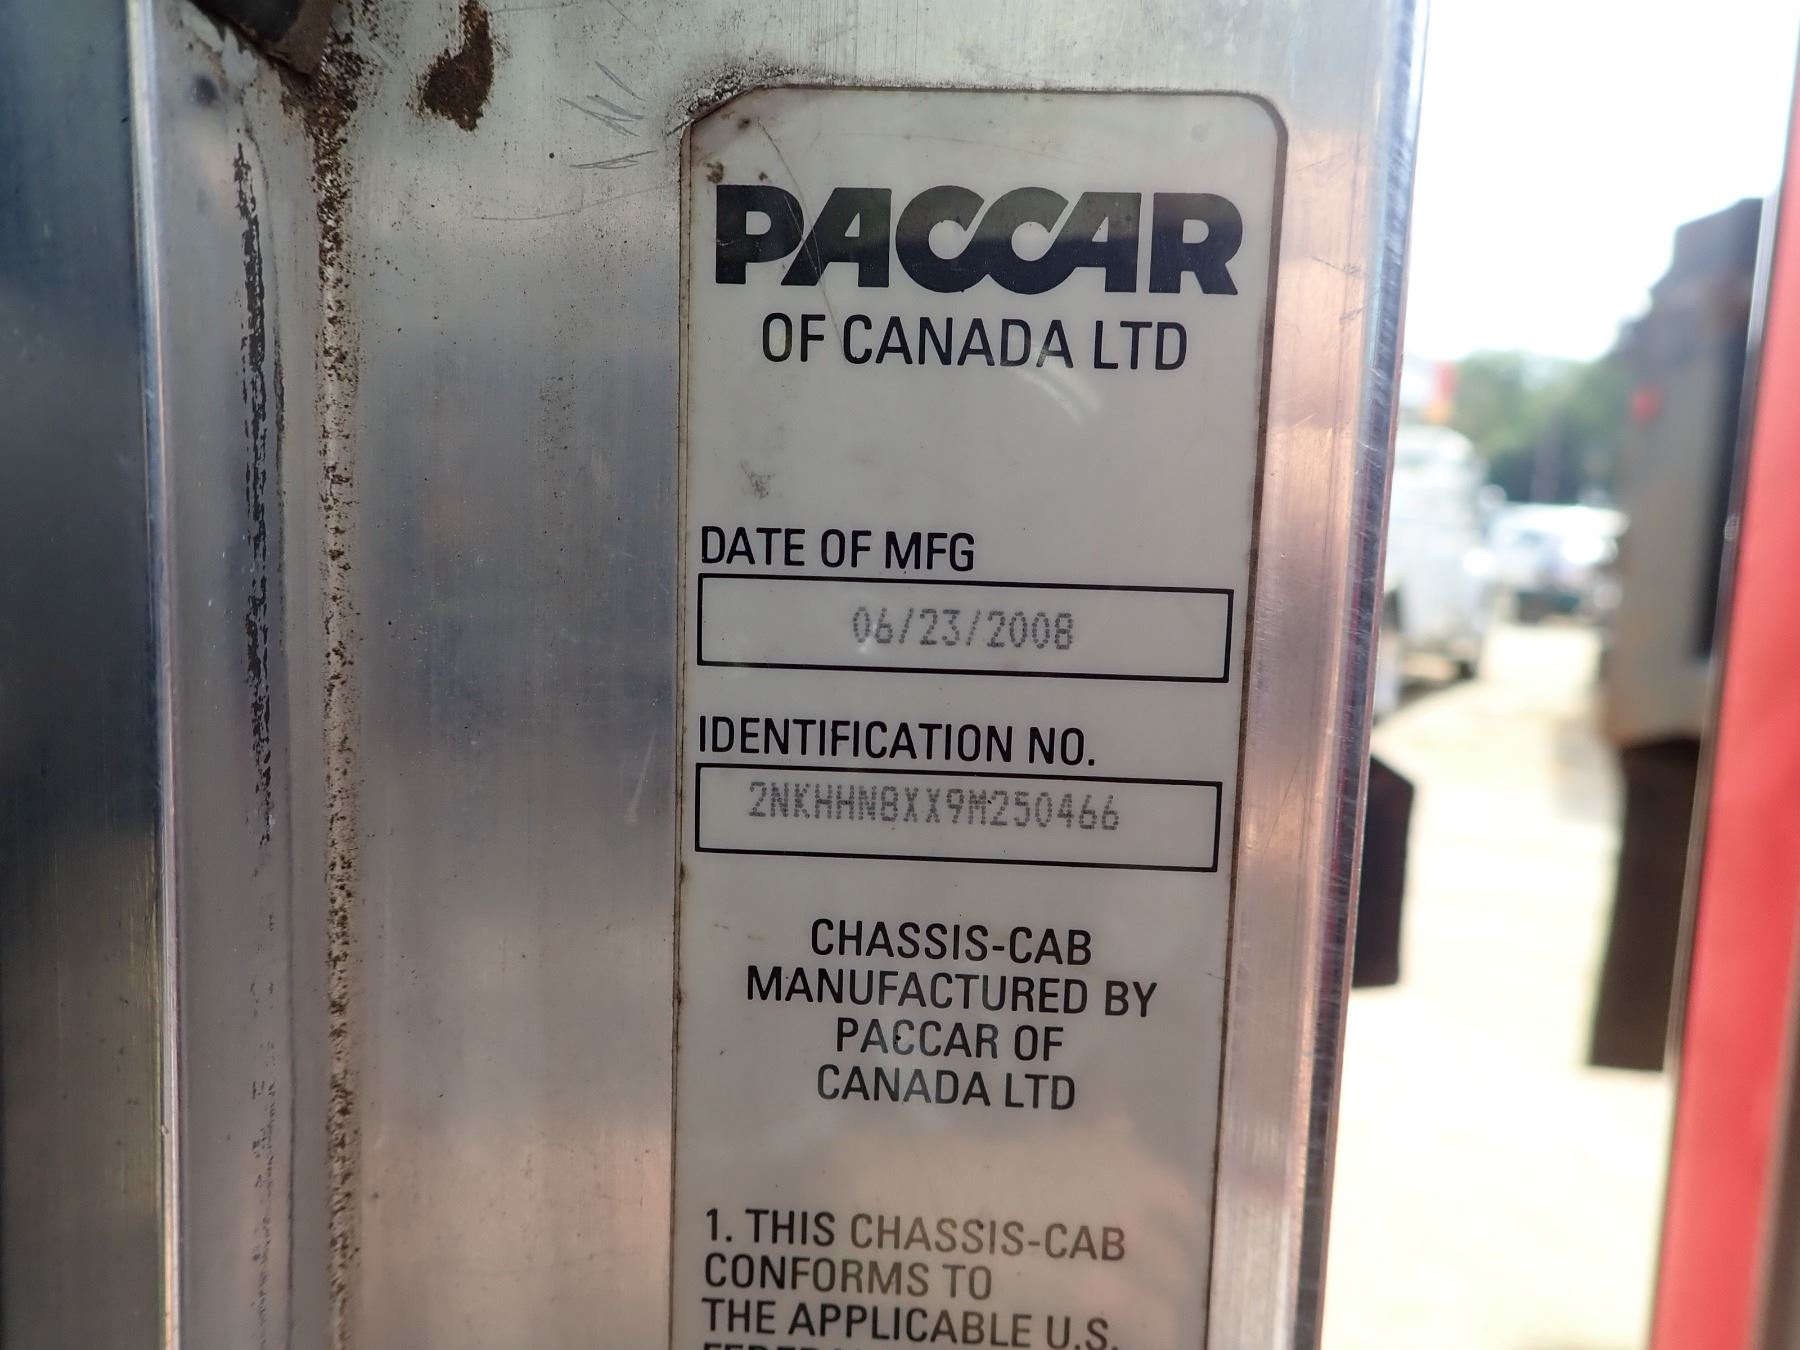 PACCAR
OF CANADA LTD
DATE OF MFG
06/23/2008
IDENTIFICATION NO.
2NKHHN8XX9M250466
CHASSIS-CAB
MANUFACTURED BY
PACCAR OF
CANADA LTD
1. THIS CHASSIS-CAB
CONFORMS TO
THE APPLICABLE U.S.